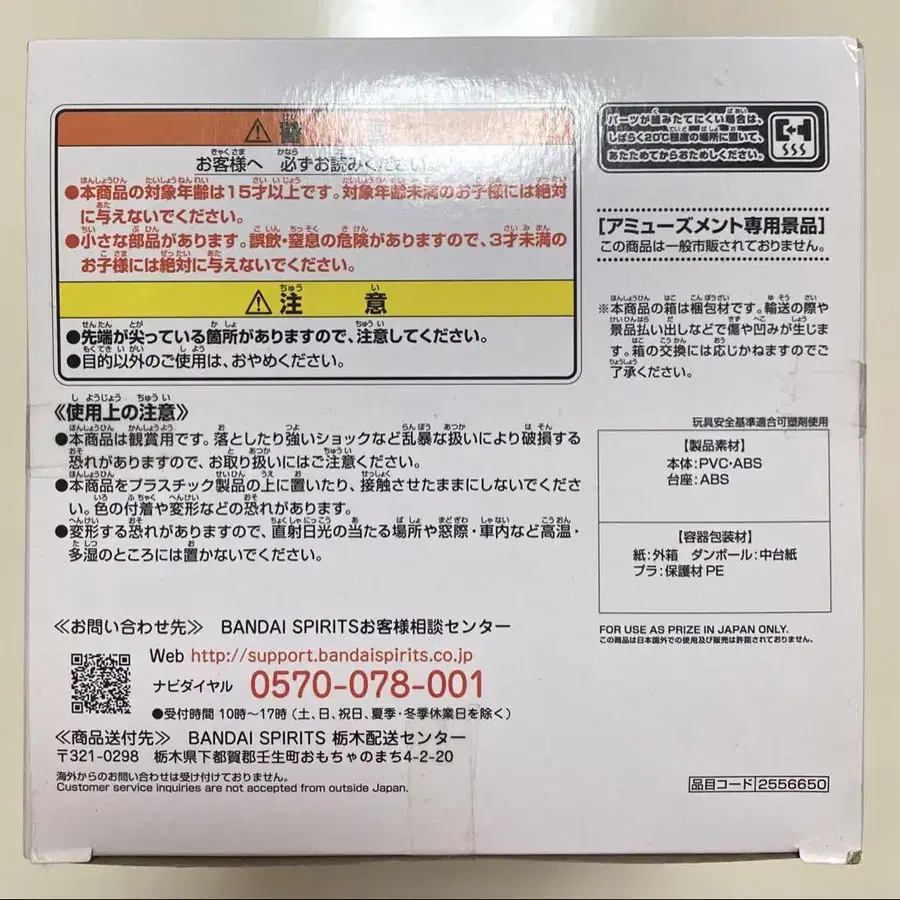 お客様へ 必ずお読みください。
●本商品の対象年齢は15才以上です。対象年齢未満のお子様には絶対
に与えないでください。
●小さな部品があります。誤飲・窒息の危険がありますので、3才未満の
お子様には絶対に与えないでください。
⚠注意
●先端が尖っている箇所がありますので、注意してください。
●目的以外のご使用は、おやめください。
《使用上の注意》
●本商品は観賞用です。落としたり強いショックなど乱暴な扱いにより破損する
恐れがありますので、お取り扱いにはご注意ください。
●本商品をプラスチック製品の上に置いたり、接触させたままにしないでくださ
い。色の付着や変形などの恐れがあります。
●変形する恐れがありますので、直射日光の当たる場所や窓際・車内など高温・
多湿のところには置かないでください。
≪お問い合わせ先≫ BANDAI SPIRITSお客様相談センター
Web http://support.bandaispirits.co.jp
ナビダイヤル 0570-078-001
●受付時間 10時〜17時(土、日、祝日、夏季・冬季休業日を除く)
≪商品送付先≫ BANDAI SPIRITS 栃木配送センター
〒321-0298 栃木県下都賀郡壬生町おもちゃのまち4-2-20
海外からのお問い合わせは受け付けておりません。
Customer service inquiries are not accepted from outside Japan.
パーツが組みたてにくい場合は、
しばらく20℃程度の場所に置いて、
あたためてからおためしください。
[アミューズメント専用景品]
この商品は一般市販されておりません。
※本商品の箱は梱包材です。輸送の際や
景品払い出しなどで傷や凹みが生じま
す。箱の交換には応じかねますのでご
了承ください。
玩具安全基準適合可塑剤使用
【製品素材】
本体:PVC・ABS
台座:ABS
【容器包装材】
紙:外箱 ダンボール:中台紙
プラ:保護材 PE
FOR USE AS PRIZE IN JAPAN ONLY.
この商品は日本国外での使用及び販売は許諾されておりません。
品目コード 2556650